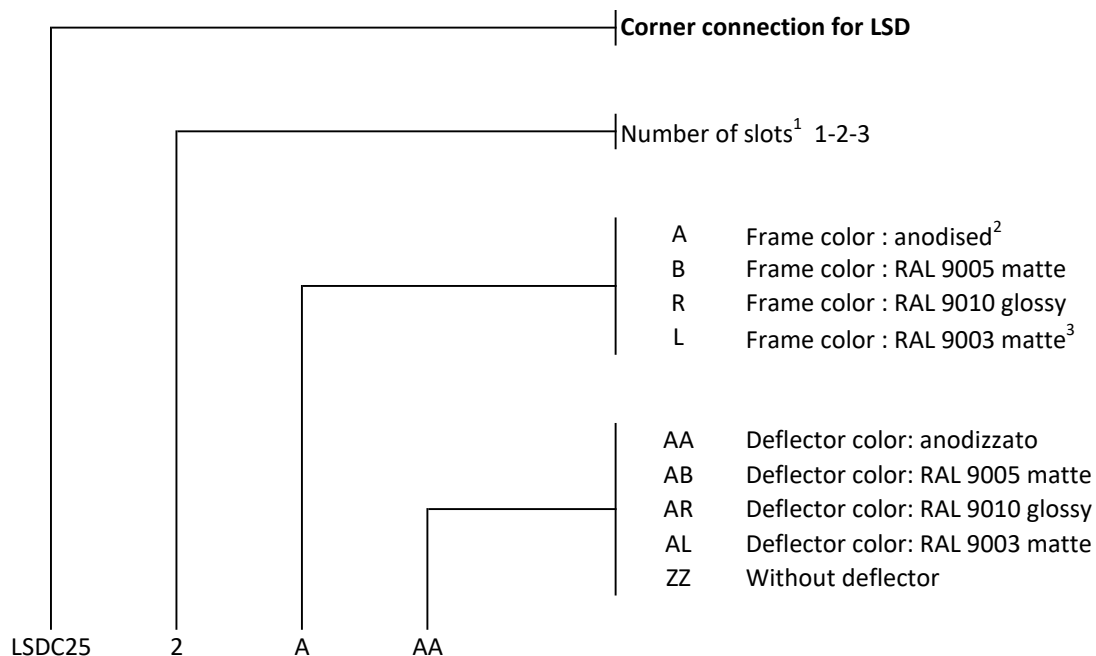 Corner connection for LSD
Number of slots¹ 1-2-3
A Frame color : anodised²
B Frame color : RAL 9005 matte
R Frame color : RAL 9010 glossy
L Frame color : RAL 9003 matte³
AA Deflector color: anodizzato
AB Deflector color: RAL 9005 matte
AR Deflector color: RAL 9010 glossy
AL Deflector color: RAL 9003 matte
ZZ Without deflector
LSDC25 2 A AA